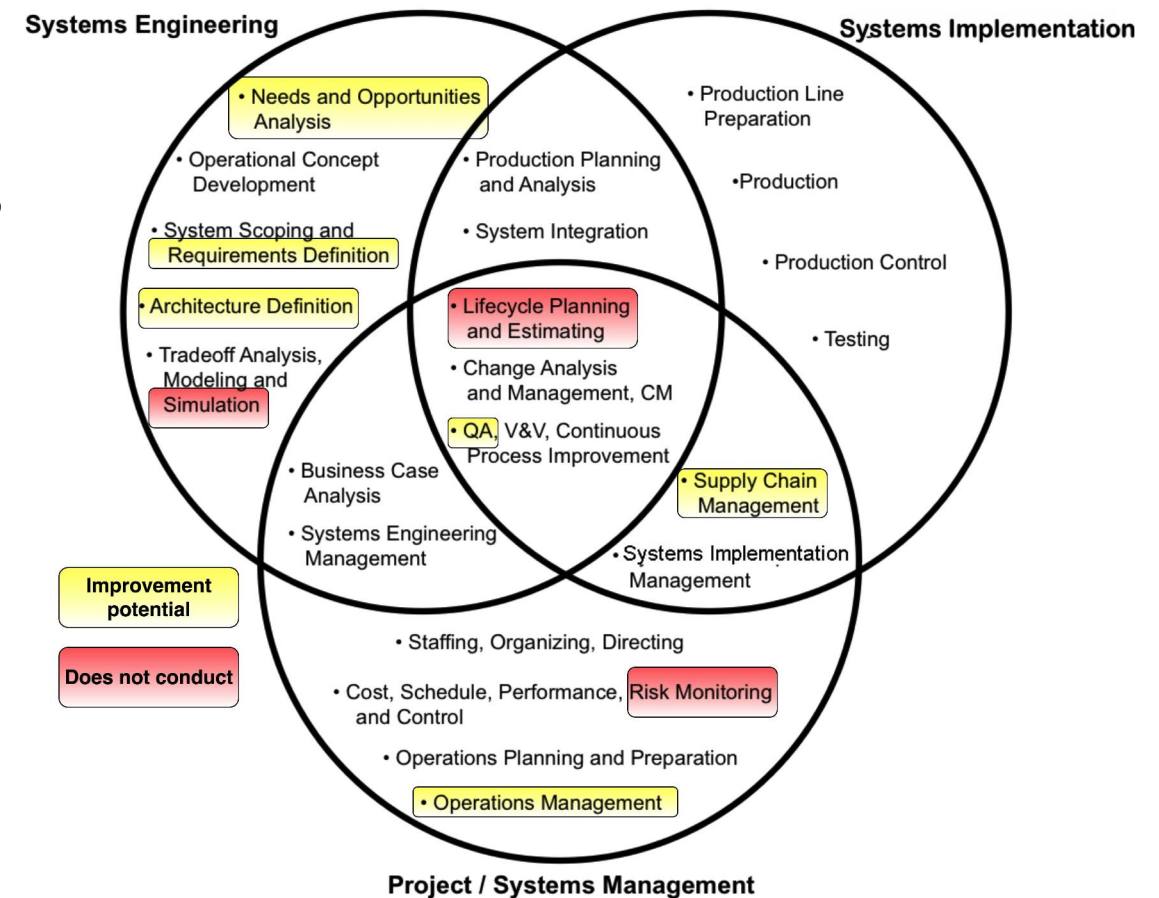 Systems Engineering
Systems Implementation
• Needs and Opportunities
Analysis
• Operational Concept
Development
• System Scoping and
Requirements Definition
• Architecture Definition
• Tradeoff Analysis,
Modeling and
Simulation
• Production Planning
and Analysis
• System Integration
• Production Line
Preparation
•Production
• Production Control
• Testing
• Lifecycle Planning
and Estimating
• Change Analysis
and Management, CM
• QA, V&V, Continuous
Process Improvement
• Business Case
Analysis
• Systems Engineering
Management
• Supply Chain
Management
• Systems Implementation
Management
Improvement
potential
Does not conduct
• Staffing, Organizing, Directing
• Cost, Schedule, Performance, Risk Monitoring
and Control
• Operations Planning and Preparation
• Operations Management
Project / Systems Management